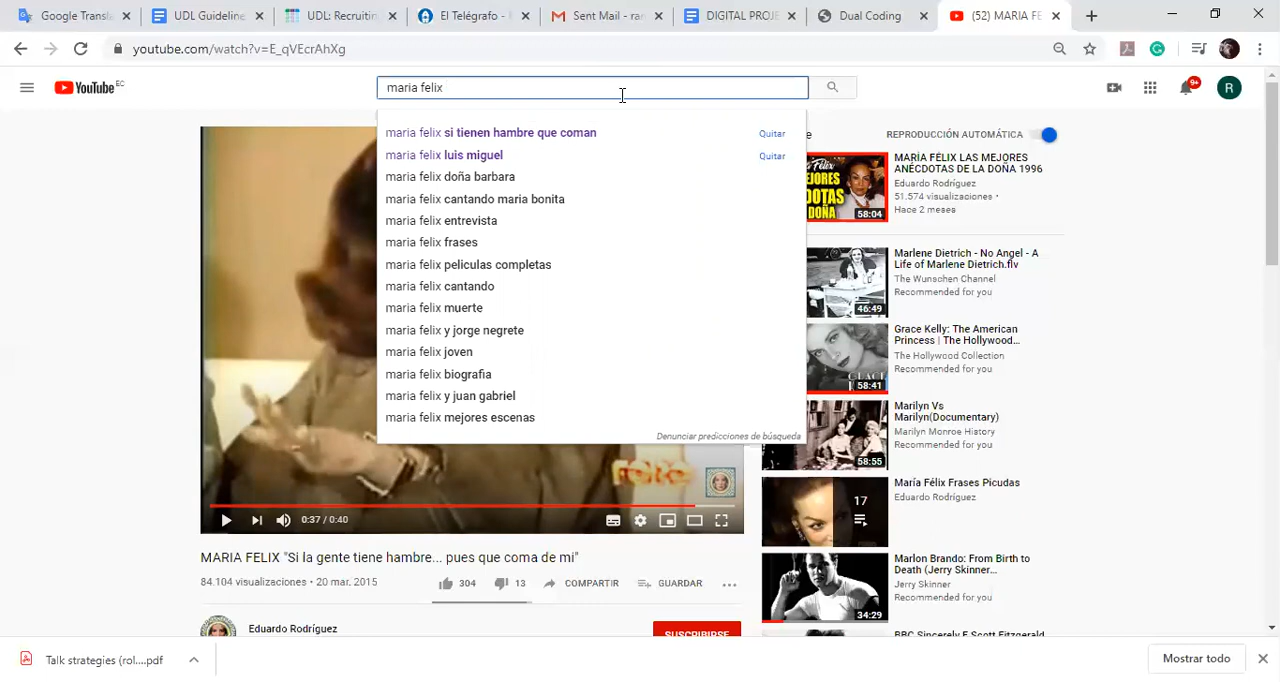 Google Transla
UDL Guideline
UDL: Recruitin
El Telégrafo -
Sent Mail - ran
DIGITAL PROJE
Dual Coding
(52) MARIA FE
youtube.com/watch?v=E_qVEcrAhXg
YouTube EC
maria felix
9+
R
maria felix si tienen hambre que coman Quitar
maria felix luis miguel Quitar
maria felix doña barbara
maria felix cantando maria bonita
maria felix entrevista
maria felix frases
maria felix peliculas completas
maria felix cantando
maria felix muerte
maria felix y jorge negrete
maria felix joven
maria felix biografia
maria felix y juan gabriel
maria felix mejores escenas
Denunciar predicciones de búsqueda
0:37 / 0:40
MARIA FELIX "Si la gente tiene hambre... pues que coma de mi"
84.104 visualizaciones • 20 mar. 2015
304
13
COMPARTIR
GUARDAR
Eduardo Rodríguez
SUSCRIBIRSE
REPRODUCCIÓN AUTOMÁTICA
58:04
MARÍA FÉLIX LAS MEJORES
ANÉCDOTAS DE LA DOÑA 1996
Eduardo Rodríguez
51.574 visualizaciones •
Hace 2 meses
46:49
Marlene Dietrich - No Angel - A
Life of Marlene Dietrich.flv
The Wunschen Channel
Recommended for you
58:41
Grace Kelly: The American
Princess | The Hollywood...
The Hollywood Collection
Recommended for you
58:55
Marilyn Vs
Marilyn(Documentary)
Marilyn Monroe History
Recommended for you
17
María Félix Frases Picudas
Eduardo Rodríguez
34:29
Marlon Brando: From Birth to
Death (Jerry Skinner...
Jerry Skinner
Recommended for you
BBC Sincerely F Scott Fitzgerald
Talk strategies (rol....pdf
Mostrar todo